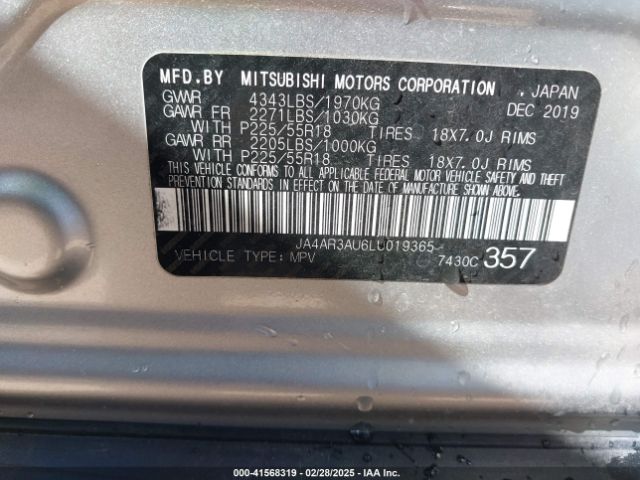 MFD.BY MITSUBISHI MOTORS CORPORATION , JAPAN
GVWR 4343LBS/1970KG DEC 2019
GAWR FR 2271LBS/1030KG
WITH P225/55R18 TIRES 18X7.0J RIMS
GAWR RR 2205LBS/1000KG
WITH P225/55R18 TIRES 18X7.0J RIMS
THIS VEHICLE CONFORMS TO ALL APPLICABLE FEDERAL MOTOR VEHICLE SAFETY AND THEFT
PREVENTION STANDARDS IN EFFECT ON THE DATE OF MANUFACTURE SHOWN ABOVE.
JA4AR3AU6LU019365
VEHICLE TYPE: MPV 7430C 357
000-41568319 | 02/28/2025 | IAA Inc.